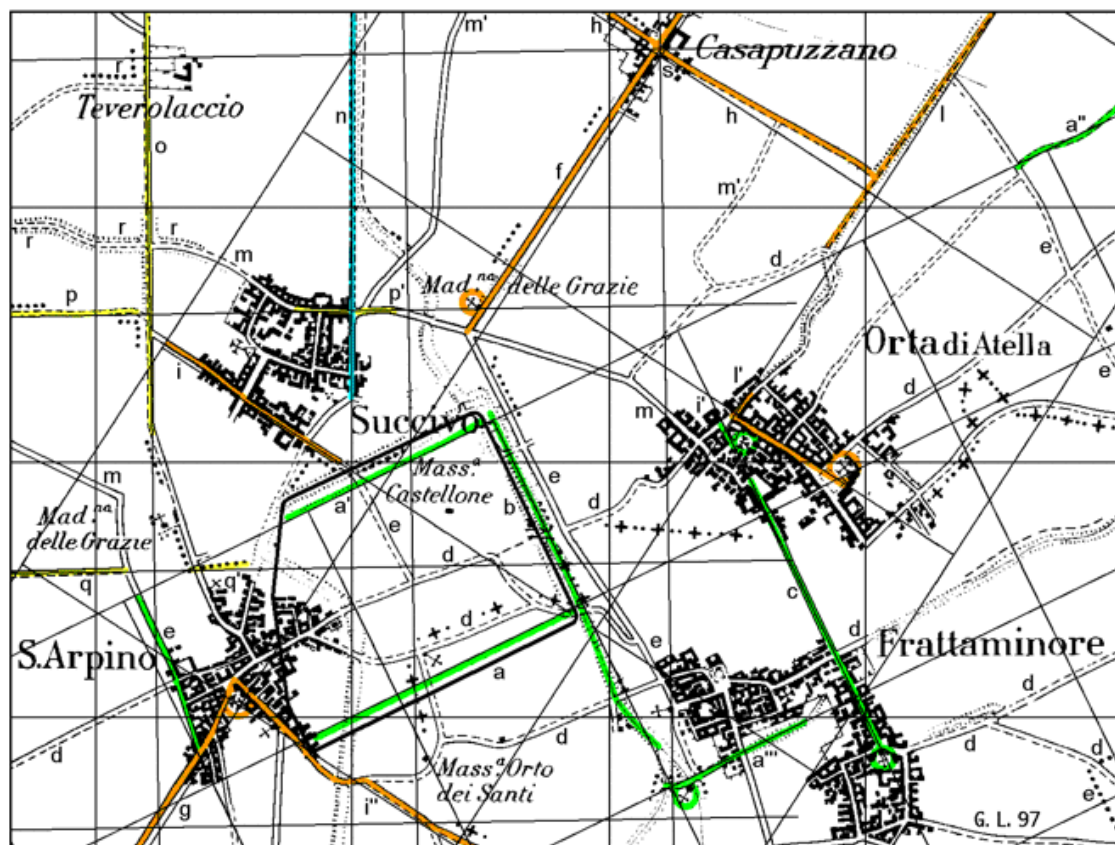 h
m'
Casapuzzano
s
r
Teverolaccio
n
h
l
a"
o
f
m'
r
r
r
m
d
e
Mad.na delle Grazie
p
p'
Orta di Atella
i
l'
d
e'
m
i'
Succivo
Mass.a
Castellone
m
a'
e
b
e
d
Mad.na
delle Grazie
q
q'
d
c
S. Arpino
e
d
a
e
d
Frattaminore
d
d
d
a'''
d
d
Mass.a Orto
dei Santi
g
i"
e
G. L. 97